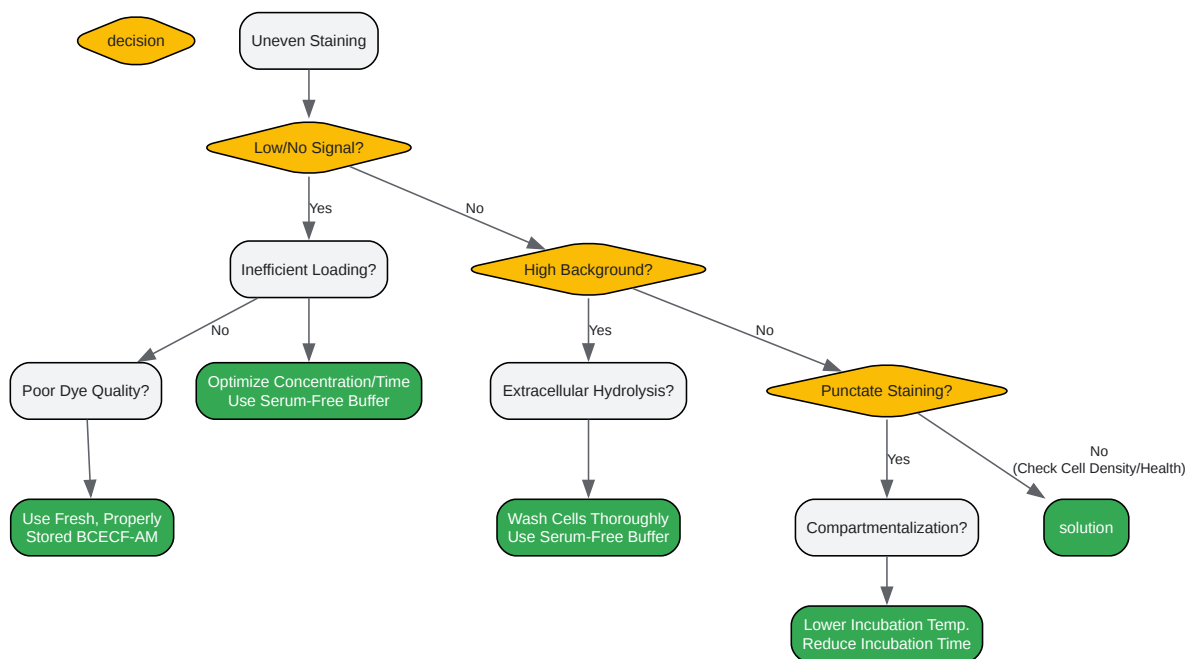 decision
Uneven Staining
Low/No Signal?
Yes
No
Inefficient Loading?
High Background?
No
Yes
No
Poor Dye Quality?
Optimize Concentration/Time
Use Serum-Free Buffer
Extracellular Hydrolysis?
Punctate Staining?
Yes
No
(Check Cell Density/Health)
Use Fresh, Properly
Stored BCECF-AM
Wash Cells Thoroughly
Use Serum-Free Buffer
Compartmentalization?
solution
Lower Incubation Temp.
Reduce Incubation Time